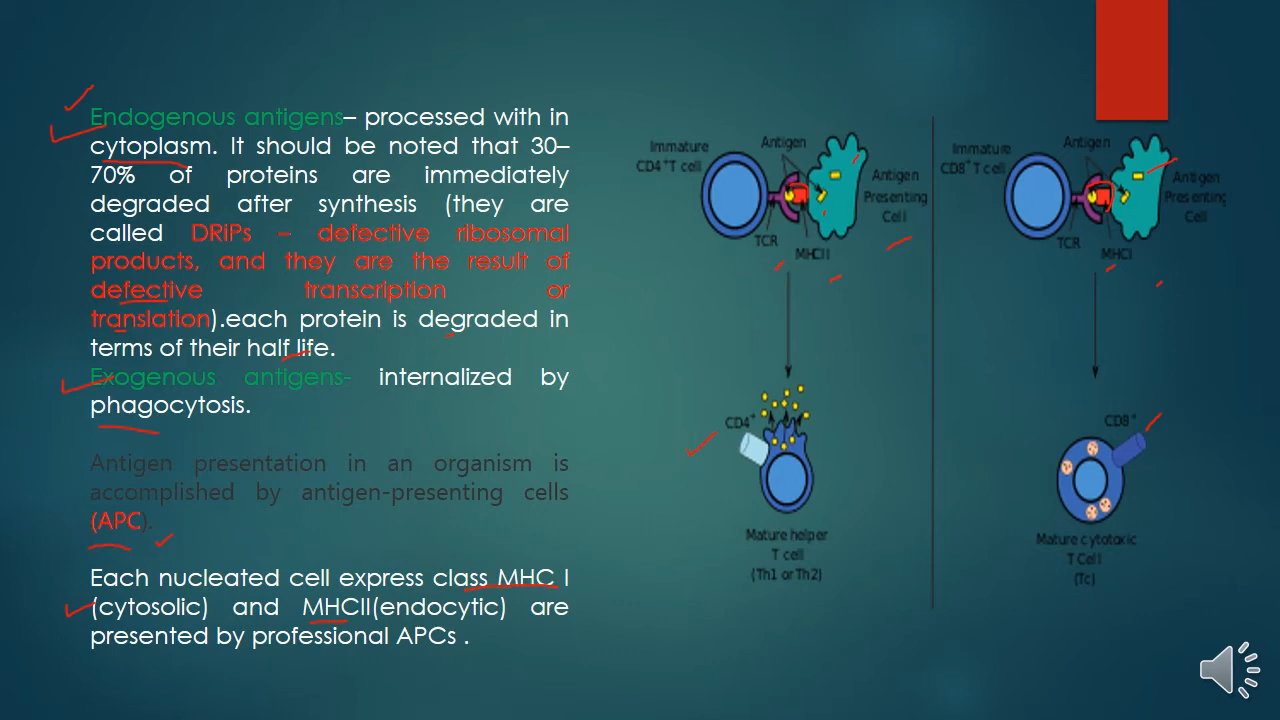 Endogenous antigens– processed with in
cytoplasm. It should be noted that 30–
70% of proteins are immediately
degraded after synthesis (they are
called DRiPs – defective ribosomal
products, and they are the result of
defective transcription or
translation).each protein is degraded in
terms of their half life.
Exogenous antigens- internalized by
phagocytosis.
Antigen presentation in an organism is
accomplished by antigen-presenting cells
(APC).
Each nucleated cell express class MHC I
(cytosolic) and MHCII(endocytic) are
presented by professional APCs .
Immature
CD4+T cell
Antigen
Antigen
Presenting
Cell
TCR
MHCII
CD4+
Mature helper
T cell
(Th1 or Th2)
Immature
CD8+T cell
Antigen
Antigen
Presenting
Cell
TCR
MHCI
CD8+
Mature cytotoxic
T Cell
(Tc)